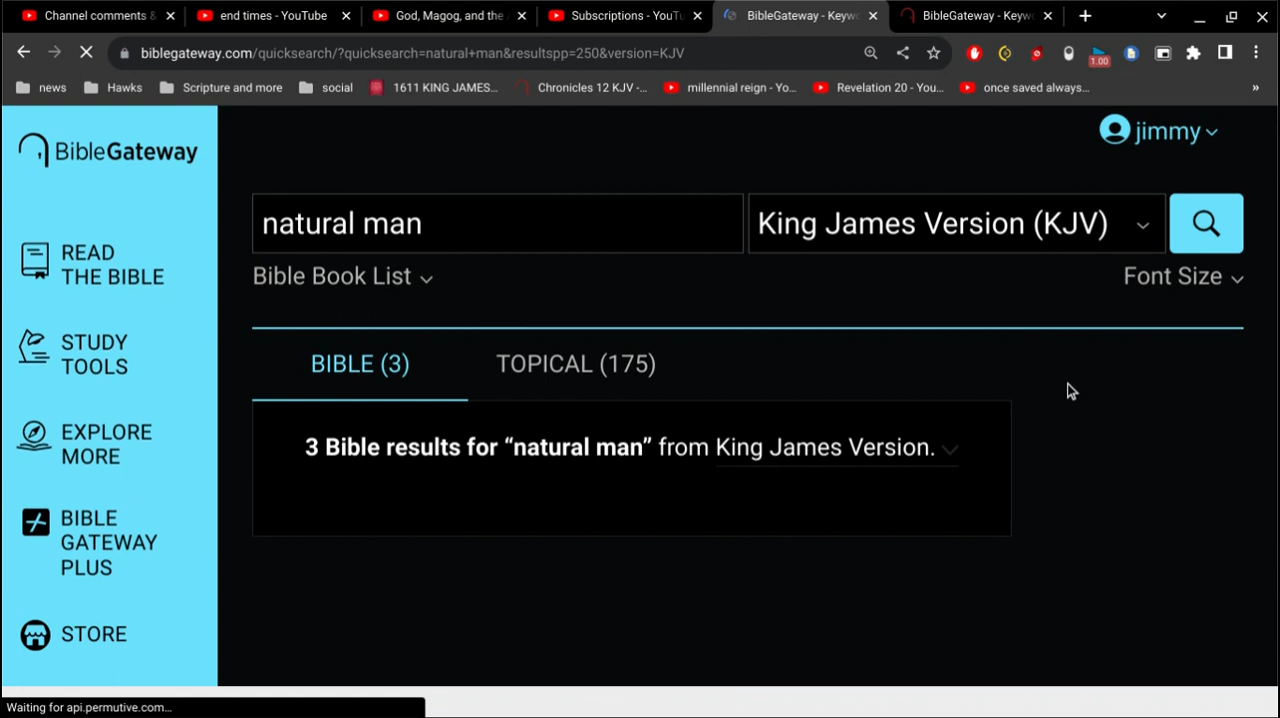 Channel comments &
end times - YouTube
God, Magog, and the
Subscriptions - YouTu
BibleGateway - Keyw
BibleGateway - Keyw
biblegateway.com/quicksearch/?quicksearch=natural+man&resultspp=250&version=KJV
1.00
news
Hawks
Scripture and more
social
1611 KING JAMES...
Chronicles 12 KJV -...
millennial reign - Yo...
Revelation 20 - You...
once saved always...
»
BibleGateway
jimmy
natural man
King James Version (KJV)
Bible Book List
Font Size
READ
THE BIBLE
STUDY
TOOLS
EXPLORE
MORE
BIBLE
GATEWAY
PLUS
STORE
BIBLE (3)
TOPICAL (175)
3 Bible results for “natural man” from King James Version.
Waiting for api.permutive.com...